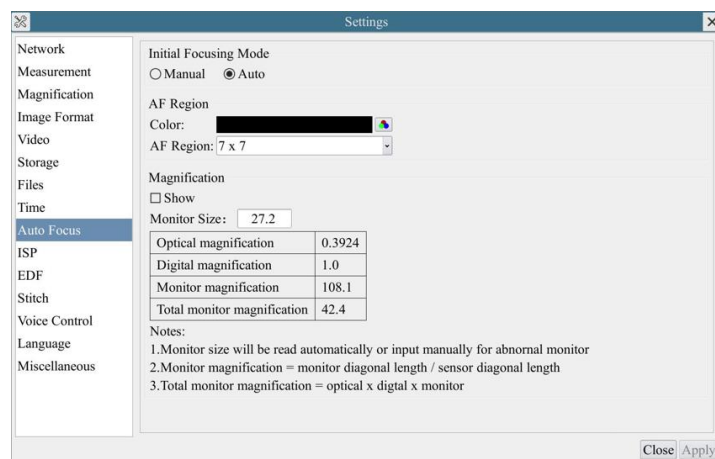 Settings
Network
Measurement
Magnification
Image Format
Video
Storage
Files
Time
Auto Focus
ISP
EDF
Stitch
Voice Control
Language
Miscellaneous
Initial Focusing Mode
Manual Auto
AF Region
Color:
AF Region: 7 x 7
Magnification
Show
Monitor Size: 27.2
Optical magnification 0.3924
Digital magnification 1.0
Monitor magnification 108.1
Total monitor magnification 42.4
Notes:
1.Monitor size will be read automatically or input manually for abnormal monitor
2.Monitor magnification = monitor diagonal length / sensor diagonal length
3.Total monitor magnification = optical x digtal x monitor
Close Apply